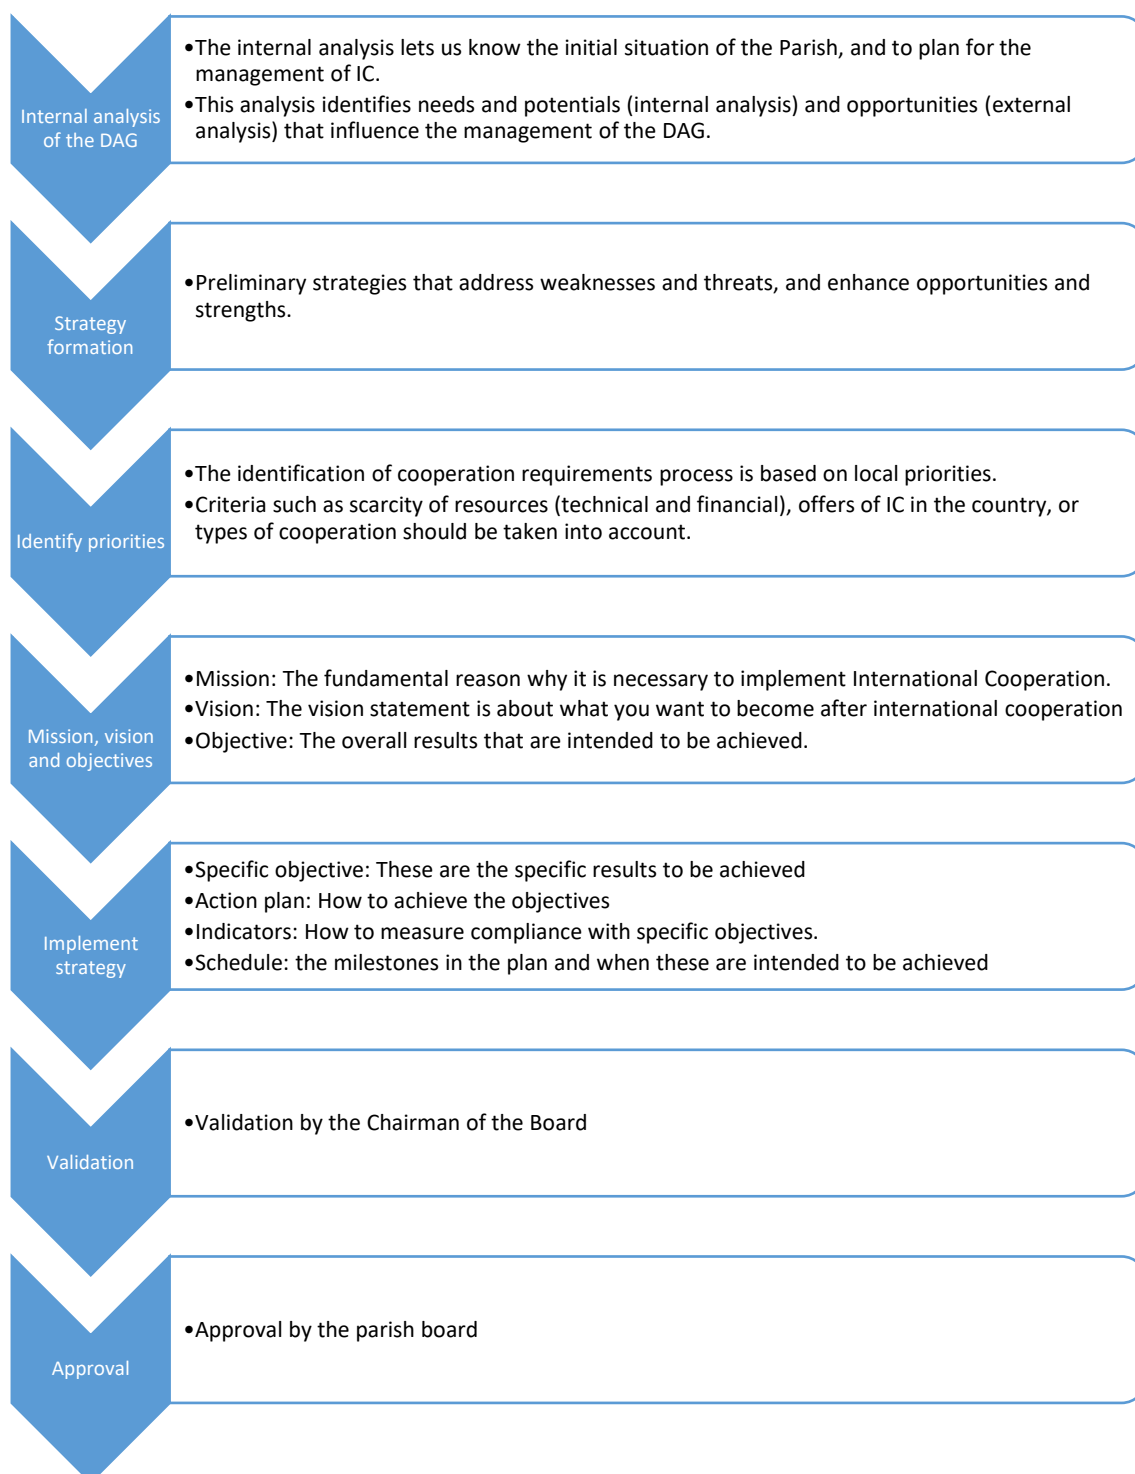 Internal analysis
of the DAG
•The internal analysis lets us know the initial situation of the Parish, and to plan for the
management of IC.
•This analysis identifies needs and potentials (internal analysis) and opportunities (external
analysis) that influence the management of the DAG.
Strategy
formation
•Preliminary strategies that address weaknesses and threats, and enhance opportunities and
strengths.
Identify priorities
•The identification of cooperation requirements process is based on local priorities.
•Criteria such as scarcity of resources (technical and financial), offers of IC in the country, or
types of cooperation should be taken into account.
Mission, vision
and objectives
•Mission: The fundamental reason why it is necessary to implement International Cooperation.
•Vision: The vision statement is about what you want to become after international cooperation
•Objective: The overall results that are intended to be achieved.
Implement
strategy
•Specific objective: These are the specific results to be achieved
•Action plan: How to achieve the objectives
•Indicators: How to measure compliance with specific objectives.
•Schedule: the milestones in the plan and when these are intended to be achieved
Validation
•Validation by the Chairman of the Board
Approval
•Approval by the parish board